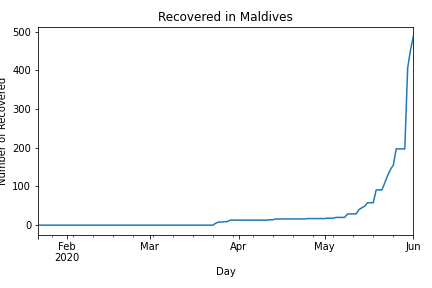 Recovered in Maldives
500
400
300
200
100
0
Number of Recovered
Feb
2020
Mar
Apr
May
Jun
Day